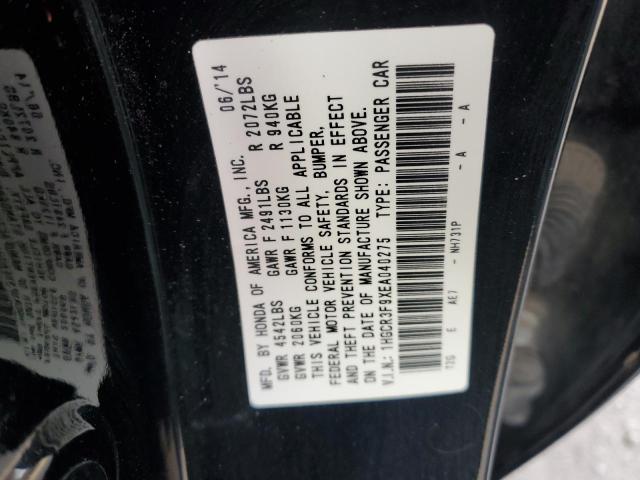 MFD. BY HONDA OF AMERICA MFG., INC. 06/'14
GVWR 4542LBS GAWR F 2491LBS R 2072LBS
GVWR 2060KG GAWR F 1130KG R 940KG
THIS VEHICLE CONFORMS TO ALL APPLICABLE
FEDERAL MOTOR VEHICLE SAFETY, BUMPER,
AND THEFT PREVENTION STANDARDS IN EFFECT
ON THE DATE OF MANUFACTURE SHOWN ABOVE.
V.I.N.: 1HGCR3F9XEA040275 TYPE: PASSENGER CAR
T2G E AE7 - NH731P - A - A